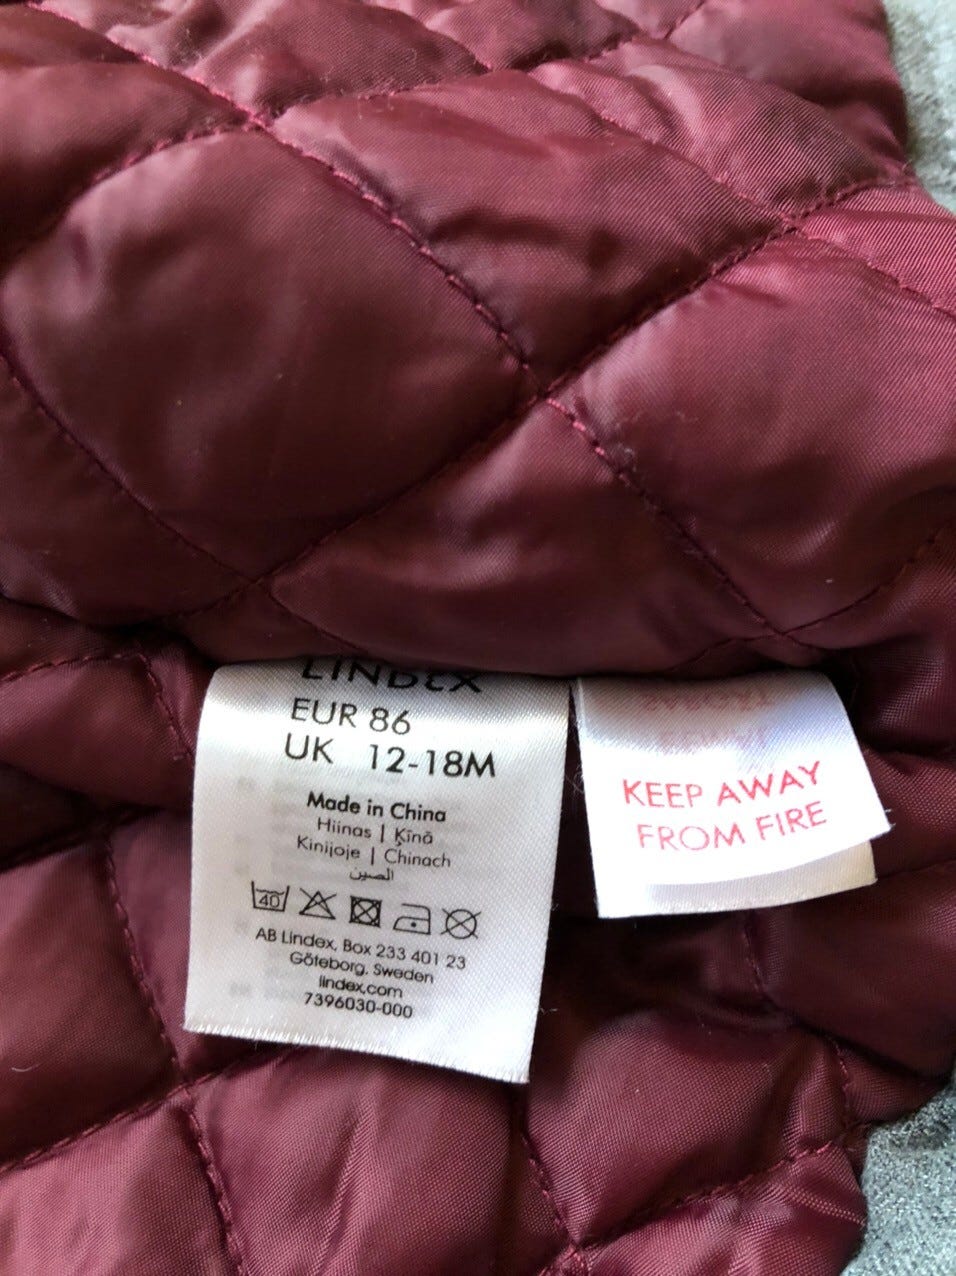 LINDEX
EUR 86
UK 12-18M
Made in China
Hiinas | Ķīnā
Kinijoje | Chinach
الصين
40
AB Lindex, Box 233 401 23
Göteborg, Sweden
lindex.com
7396030-000
KEEP AWAY
FROM FIRE